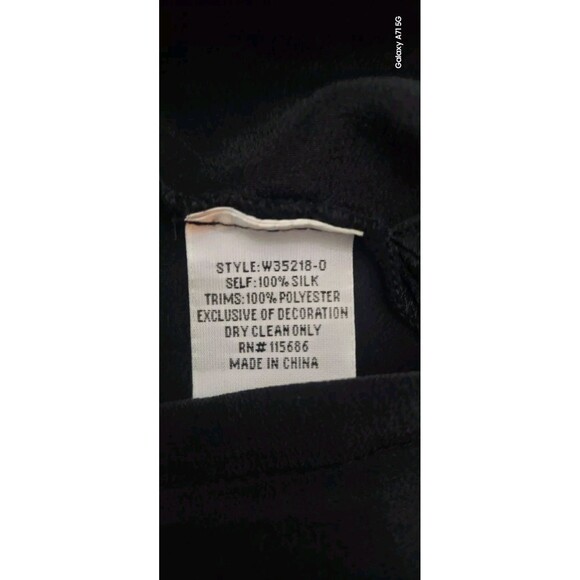 Galaxy A71 5G
STYLE:W35218-0
SELF:100% SILK
TRIMS:100% POLYESTER
EXCLUSIVE OF DECORATION
DRY CLEAN ONLY
RN# 115686
MADE IN CHINA